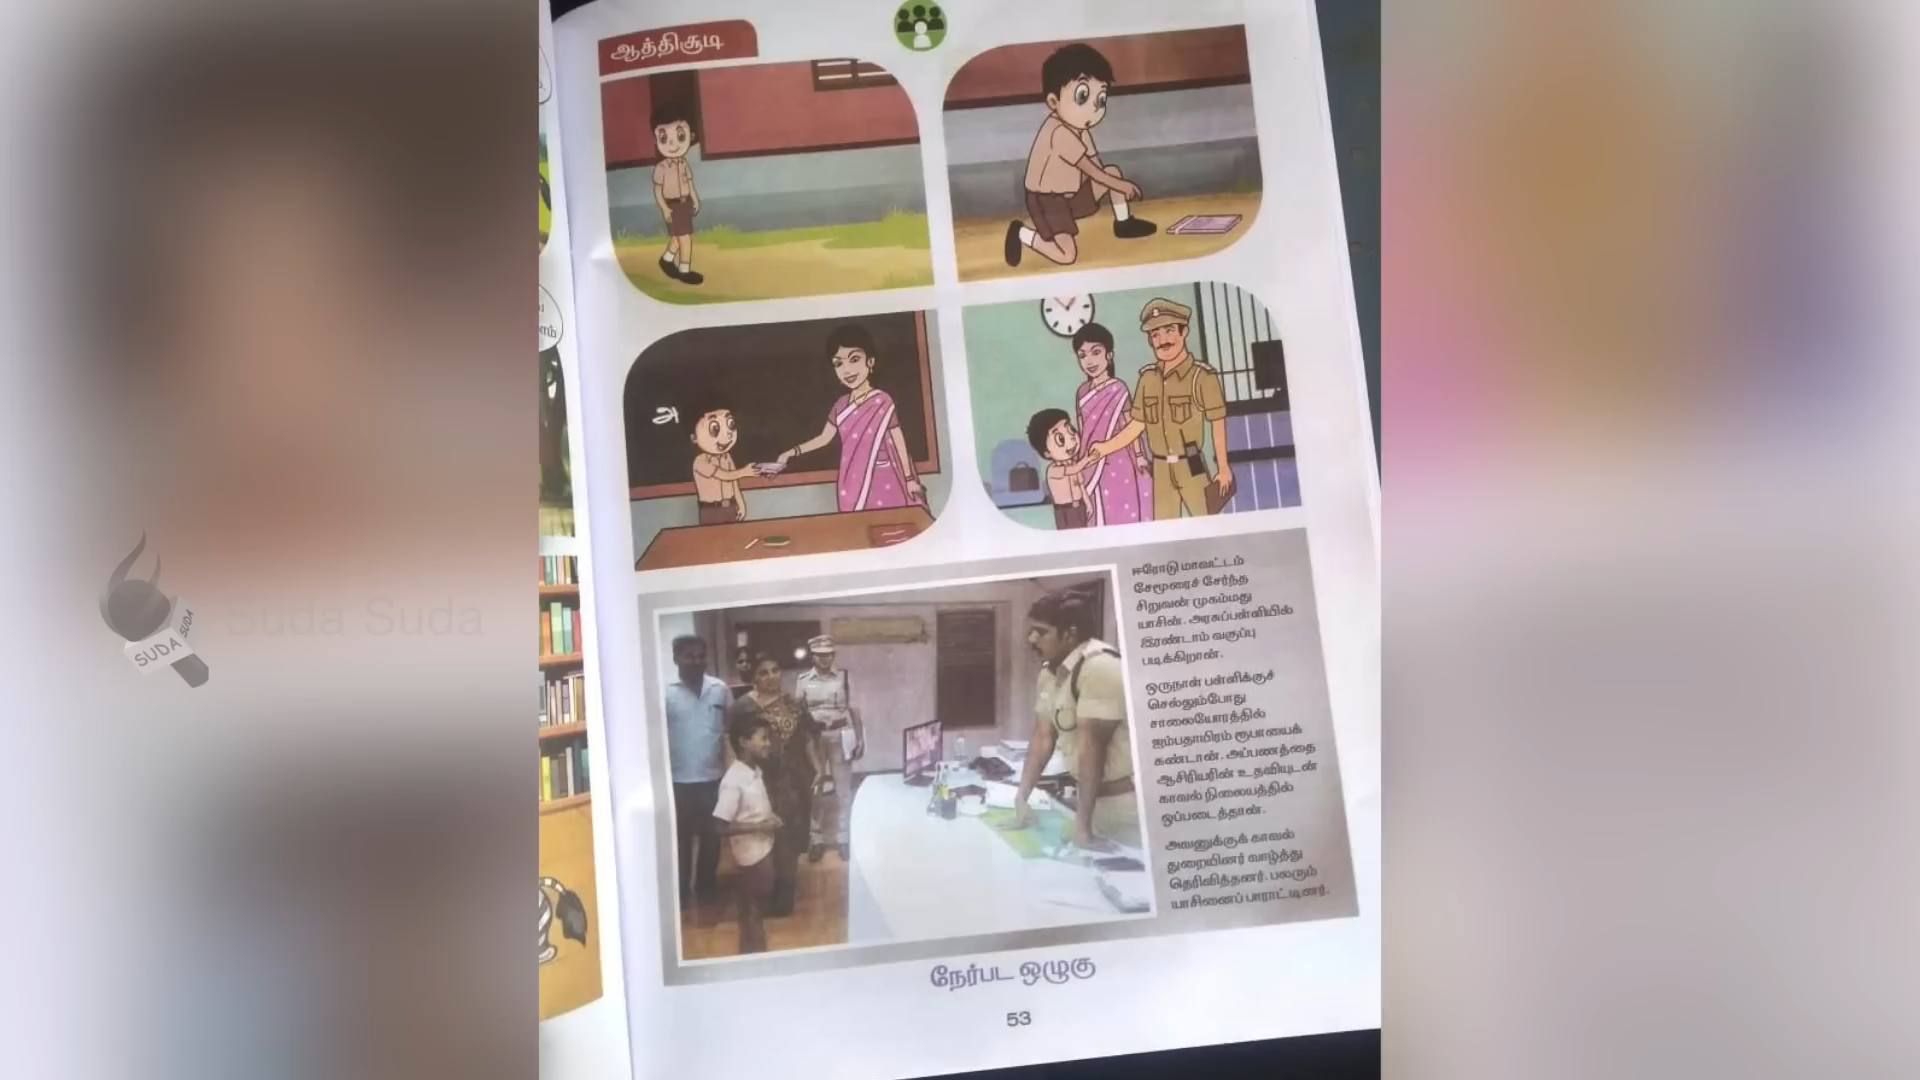 ஆத்திசூடி
அ
ஈரோடு மாவட்டம்
சேமூரைச் சேர்ந்த
சிறுவன் முகம்மது
யாசின். அரசுப்பள்ளியில்
இரண்டாம் வகுப்பு
படிக்கிறான்.
ஒருநாள் பள்ளிக்குச்
செல்லும்போது
சாலையோரத்தில்
ஐம்பதாயிரம் ரூபாயைக்
கண்டான். அப்பணத்தை
ஆசிரியரின் உதவியுடன்
காவல் நிலையத்தில்
ஒப்படைத்தான்.
அவனுக்குக் காவல்
துறையினர் வாழ்த்து
தெரிவித்தனர். பலரும்
யாசினைப் பாராட்டினர்.
நேர்பட ஒழுகு
53
Suda Suda
SUDA SUDA